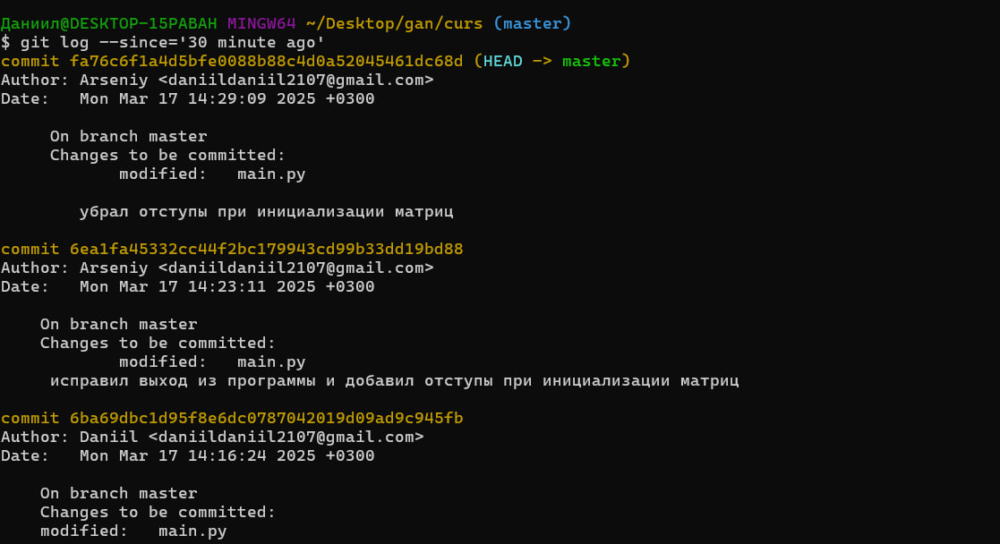 Даниил@DESKTOP-15PABAH MINGW64 ~/Desktop/gan/curs (master)
$ git log --since='30 minute ago'
commit fa76c6f1a4d5bfe0088b88c4d0a52045461dc68d (HEAD -> master)
Author: Arseniy <daniildaniil2107@gmail.com>
Date:   Mon Mar 17 14:29:09 2025 +0300
On branch master
Changes to be committed:
modified:   main.py
убрал отступы при инициализации матриц
commit 6ea1fa45332cc44f2bc179943cd99b33dd19bd88
Author: Arseniy <daniildaniil2107@gmail.com>
Date:   Mon Mar 17 14:23:11 2025 +0300
On branch master
Changes to be committed:
modified:   main.py
исправил выход из программы и добавил отступы при инициализации матриц
commit 6ba69dbc1d95f8e6dc0787042019d09ad9c945fb
Author: Daniil <daniildaniil2107@gmail.com>
Date:   Mon Mar 17 14:16:24 2025 +0300
On branch master
Changes to be committed:
modified:   main.py